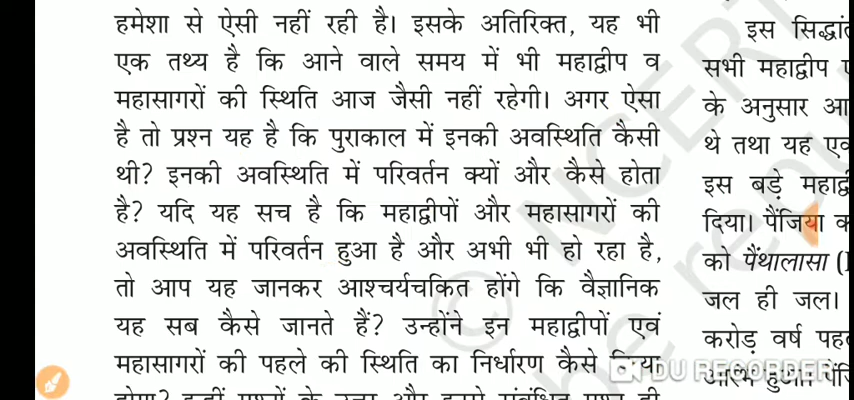 हमेशा से ऐसी नहीं रही है। इसके अतिरिक्त, यह भी
एक तथ्य है कि आने वाले समय में भी महाद्वीप व
महासागरों की स्थिति आज जैसी नहीं रहेगी। अगर ऐसा
है तो प्रश्न यह है कि पुराकाल में इनकी अवस्थिति कैसी
थी? इनकी अवस्थिति में परिवर्तन क्यों और कैसे होता
है? यदि यह सच है कि महाद्वीपों और महासागरों की
अवस्थिति में परिवर्तन हुआ है और अभी भी हो रहा है,
तो आप यह जानकर आश्चर्यचकित होंगे कि वैज्ञानिक
यह सब कैसे जानते हैं? उन्होंने इन महाद्वीपों एवं
महासागरों की पहले की स्थिति का निर्धारण कैसे किया
इस
सभी महाद्वीप
के अनुसार
थे तथा यह
इस बड़े
दिया। पैंजिया
को पैंथालासा
जल ही जल।
करोड़ वर्ष
© NCERT
be
DU RECORDER